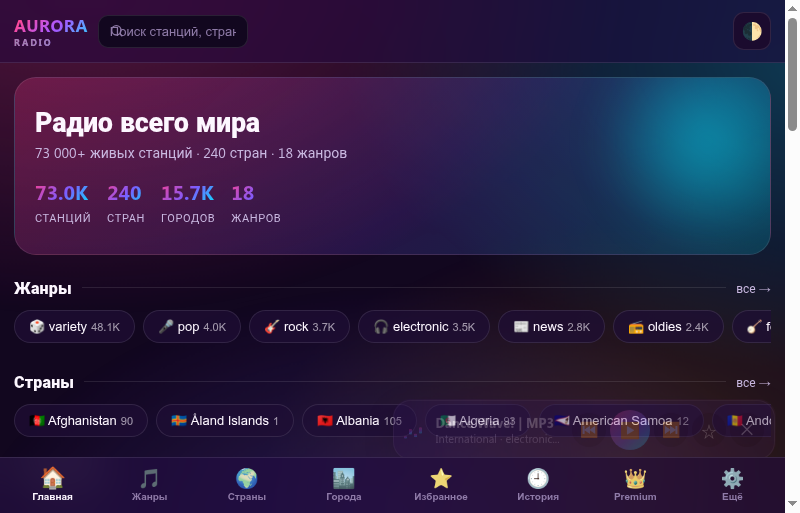 AURORA
RADIO
Поиск станций, стран
Радио всего мира
73 000+ живых станций · 240 стран · 18 жанров
73.0K 240 15.7K 18
СТАНЦИЙ СТРАН ГОРОДОВ ЖАНРОВ
Жанры
все →
variety 48.1K pop 4.0K rock 3.7K electronic 3.5K news 2.8K oldies 2.4K
Страны
все →
Afghanistan 90 Åland Islands 1 Albania 105 Algeria 93 American Samoa 12
| MP3
International · electronic...
Главная Жанры Страны Города Избранное История Premium Ещё